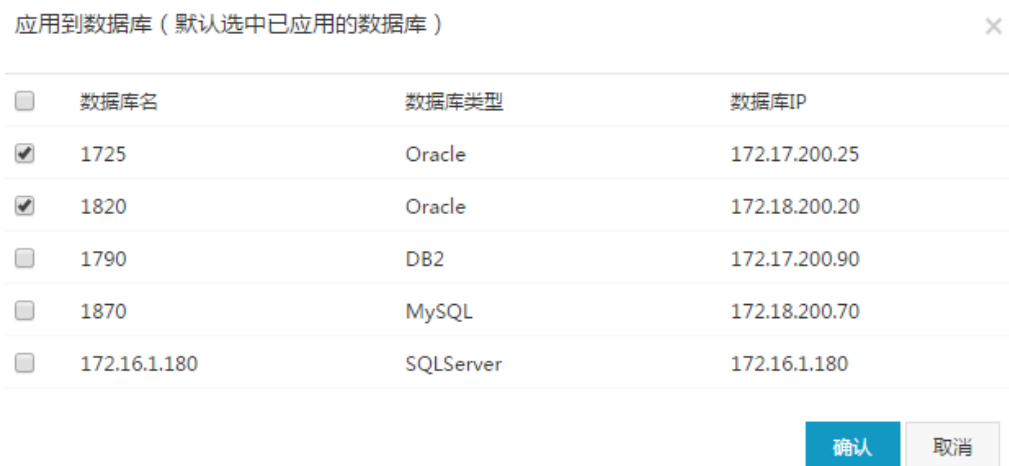 应用到数据库（默认选中已应用的数据库） ×
数据库名 数据库类型 数据库IP
1725 Oracle 172.17.200.25
1820 Oracle 172.18.200.20
1790 DB2 172.17.200.90
1870 MySQL 172.18.200.70
172.16.1.180 SQLServer 172.16.1.180
确认 取消